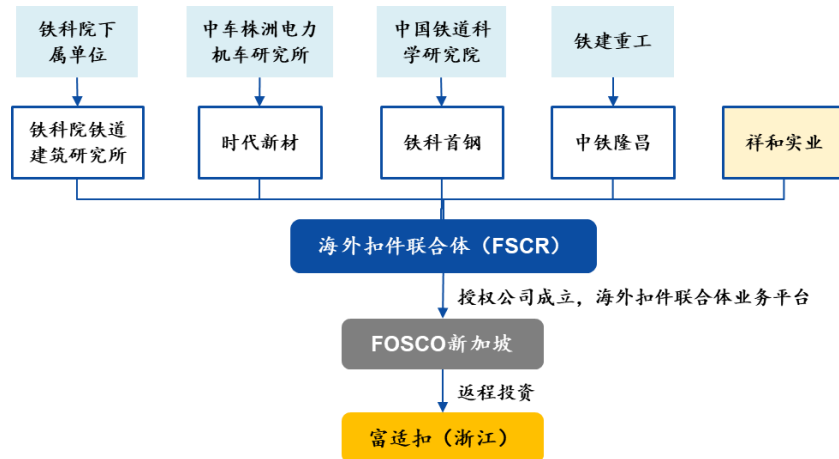 铁科院下
属单位
中车株洲电力
机车研究所
中国铁道科
学研究院
铁建重工
铁科院铁道
建筑研究所
时代新材
铁科首钢
中铁隆昌
祥和实业
海外扣件联合体（FSCR）
授权公司成立，海外扣件联合体业务平台
FOSCO新加坡
返程投资
富适扣（浙江）